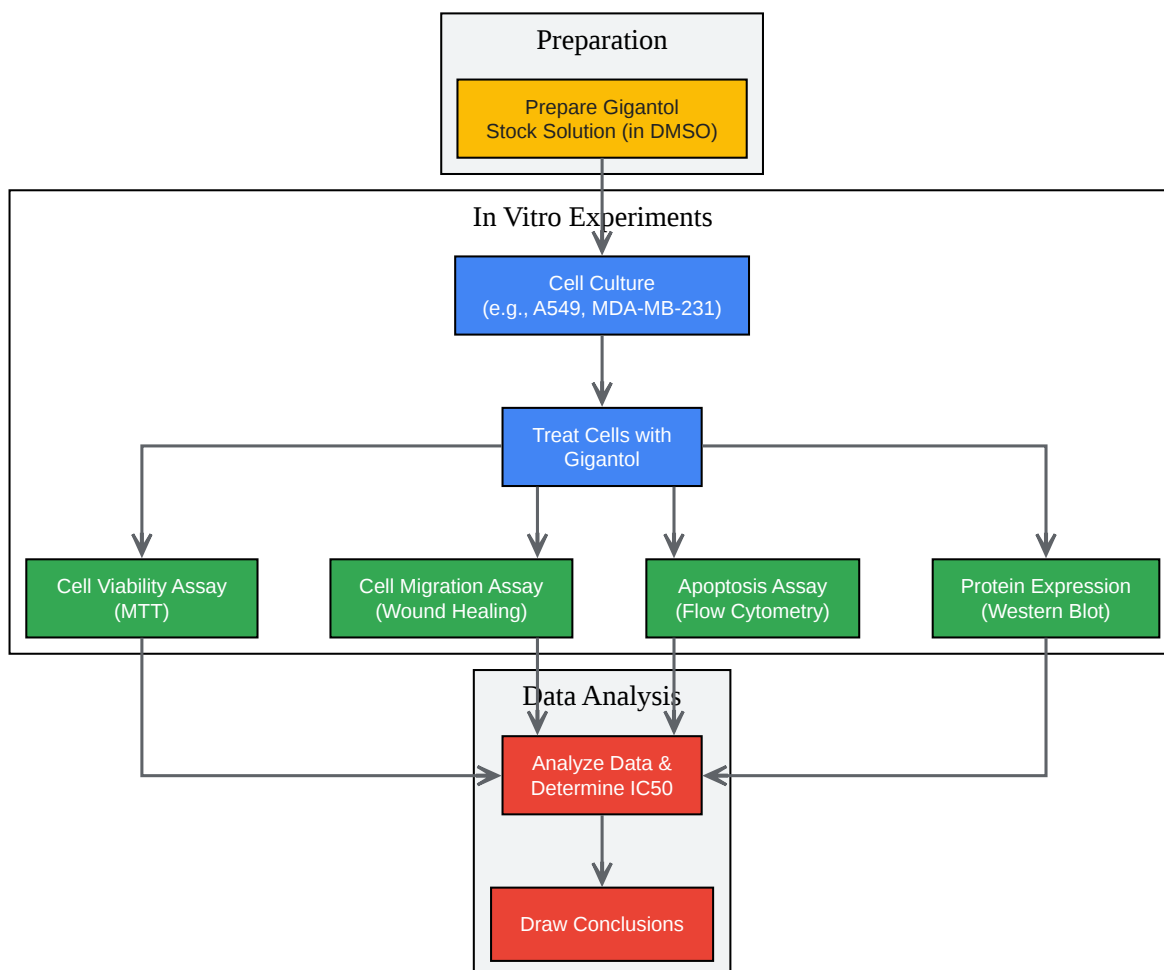 Preparation
Prepare Gigantol
Stock Solution (in DMSO)
In Vitro Experiments
Cell Culture
(e.g., A549, MDA-MB-231)
Treat Cells with
Gigantol
Cell Viability Assay
(MTT)
Cell Migration Assay
(Wound Healing)
Apoptosis Assay
(Flow Cytometry)
Protein Expression
(Western Blot)
Data Analysis
Analyze Data &
Determine IC50
Draw Conclusions